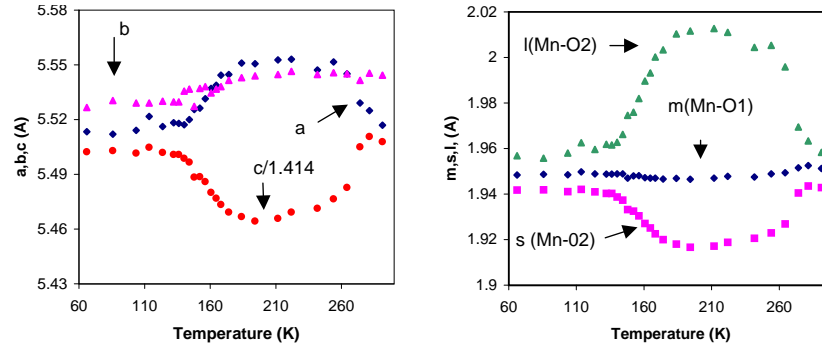 5.58
5.55
5.52
5.49
5.46
5.43
a,b,c (A)
b
a
c/1.414
60 110 160 210 260
Temperature (K)
2.02
2
1.98
1.96
1.94
1.92
1.9
m,s,l, (A)
l(Mn-O2)
m(Mn-O1)
s (Mn-02)
60 110 160 210 260
Temperature (K)